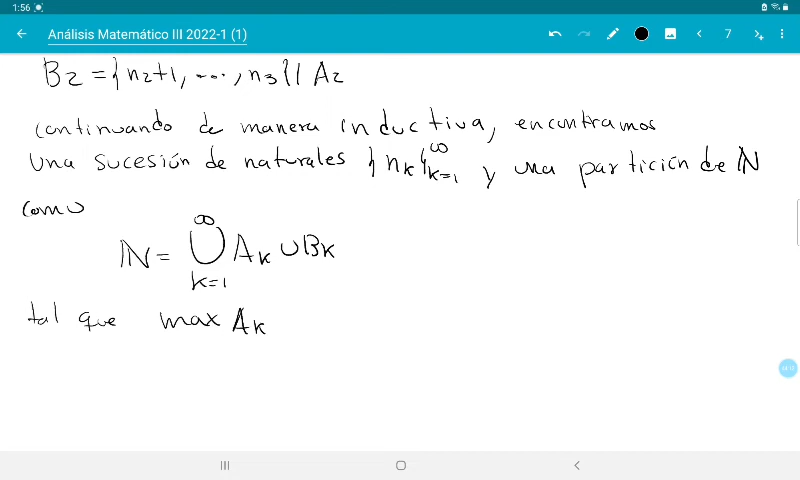 1:56
Análisis Matemático III 2022-1 (1)
7
B2 = { n2+1, ...., n3 } \ A2
continuando de manera inductiva, encontramos
una sucesión de naturales { nk }∞k=1 y una partición de ℕ
como
ℕ = ∞⋃k=1 Ak ∪ Bk
tal que max Ak